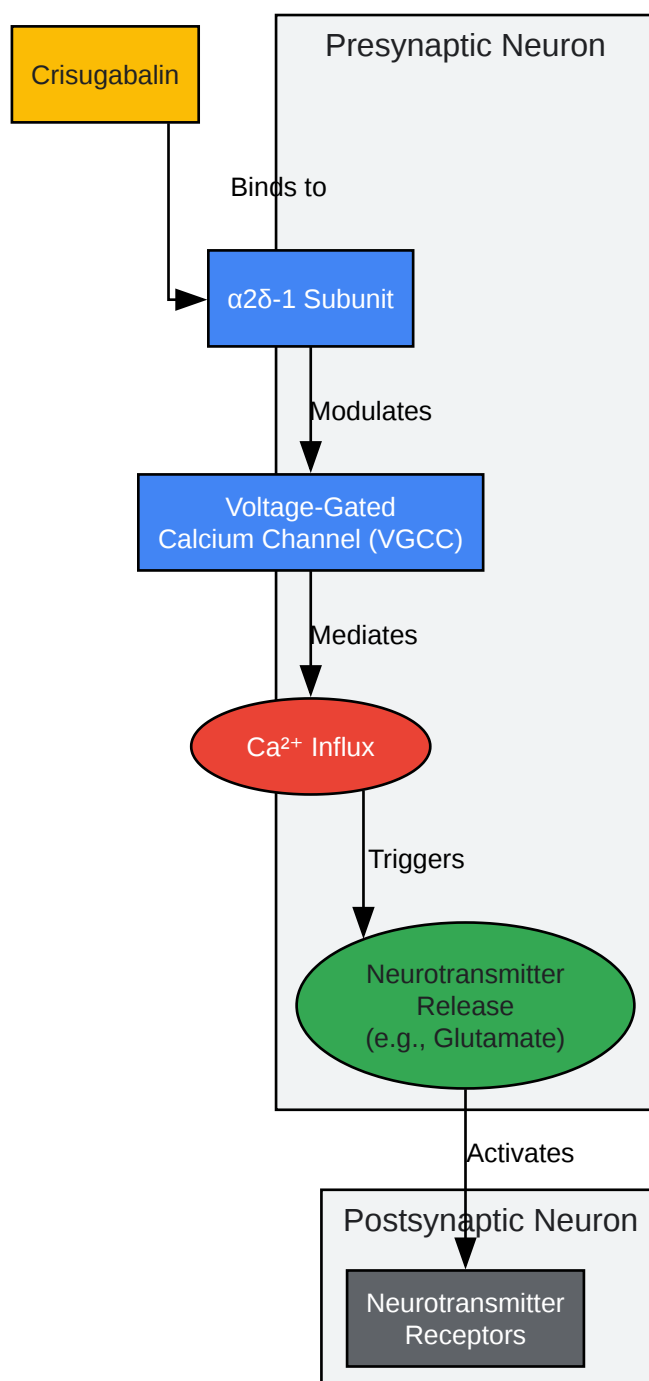 Presynaptic Neuron
Crisugabalin
Binds to
α2δ-1 Subunit
Modulates
Voltage-Gated
Calcium Channel (VGCC)
Mediates
Ca²⁺ Influx
Triggers
Neurotransmitter
Release
(e.g., Glutamate)
Activates
Postsynaptic Neuron
Neurotransmitter
Receptors